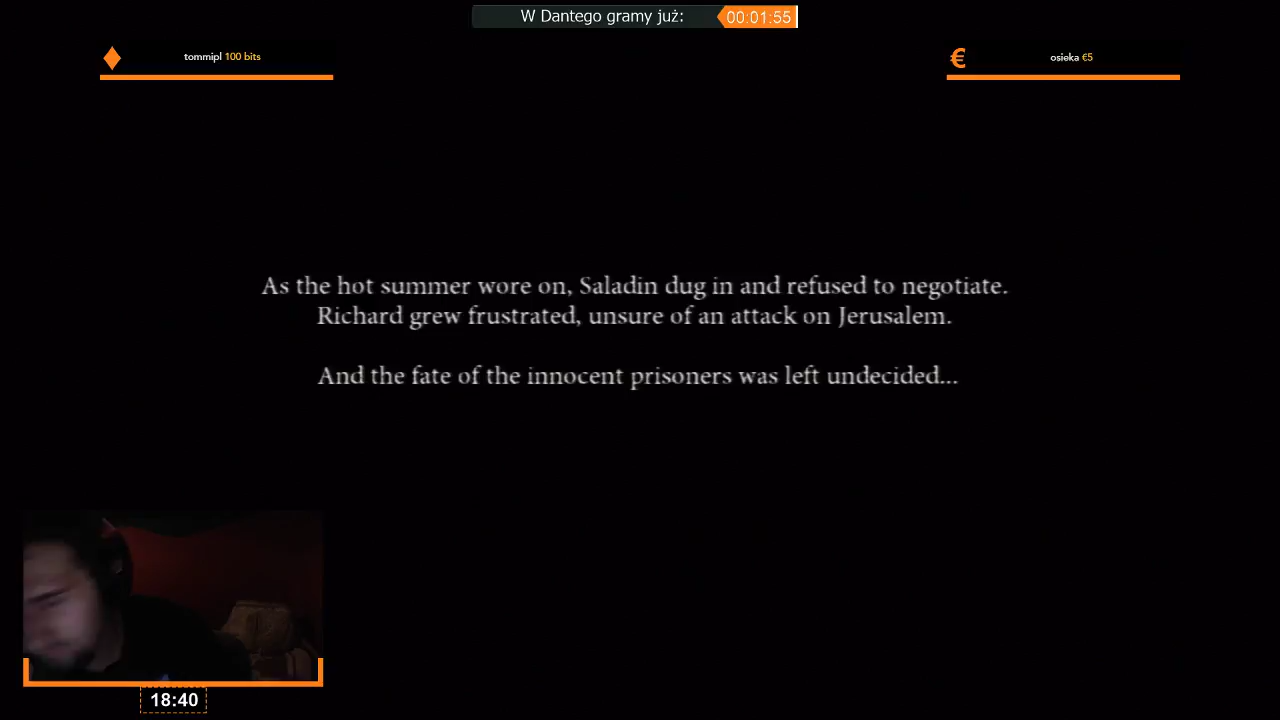 W Dantego gramy już: 00:01:55
tommipl 100 bits
€ osieka €5
As the hot summer wore on, Saladin dug in and refused to negotiate.
Richard grew frustrated, unsure of an attack on Jerusalem.
And the fate of the innocent prisoners was left undecided...
18:40